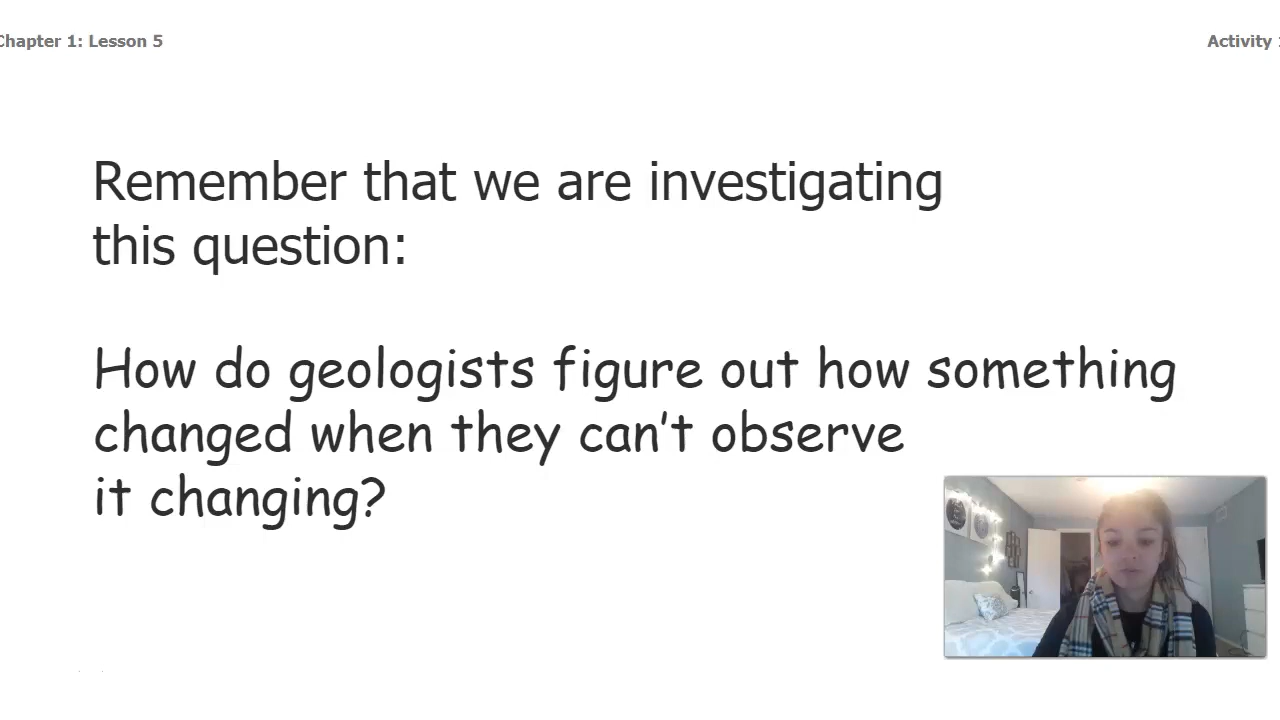 Chapter 1: Lesson 5
Activity
Remember that we are investigating
this question:
How do geologists figure out how something
changed when they can't observe
it changing?